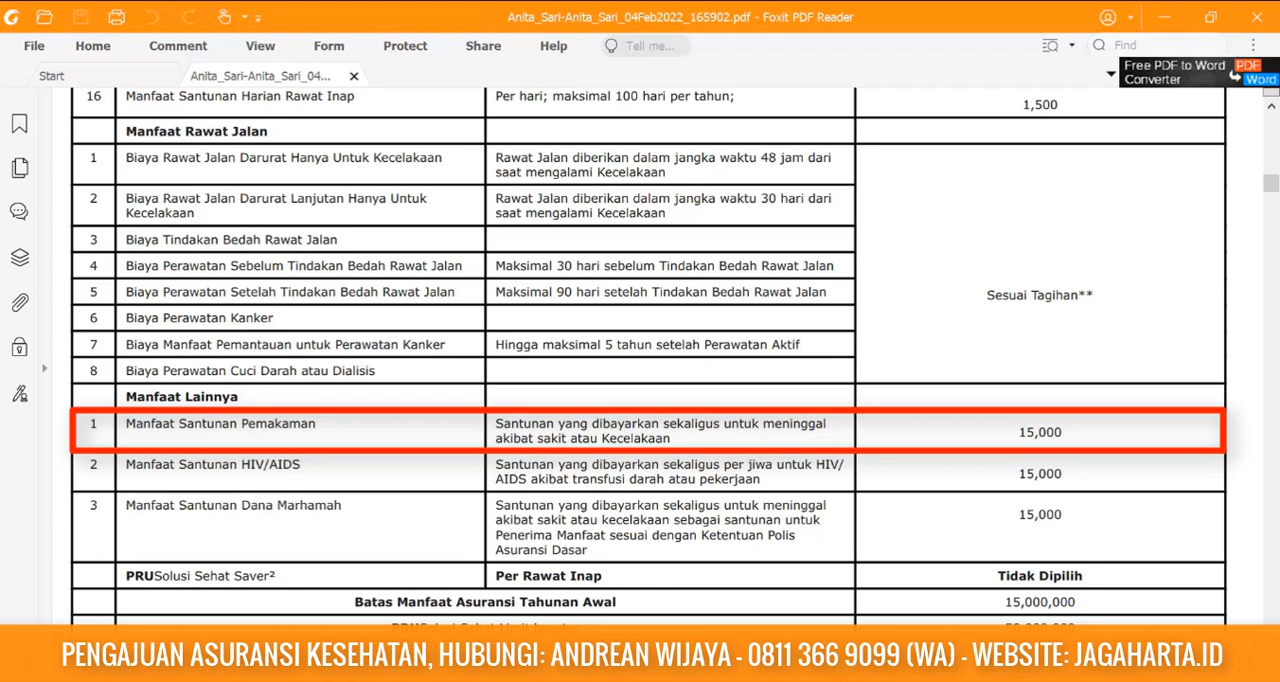 Anita_Sari-Anita_Sari_04Feb2022_165902.pdf - Foxit PDF Reader
File Home Comment View Form Protect Share Help Tell me... Find
Start Anita_Sari-Anita_Sari_04...
Free PDF to Word
Converter
PDF
Word
16 Manfaat Santunan Harian Rawat Inap Per hari; maksimal 100 hari per tahun; 1,500
Manfaat Rawat Jalan
1 Biaya Rawat Jalan Darurat Hanya Untuk Kecelakaan Rawat Jalan diberikan dalam jangka waktu 48 jam dari
saat mengalami Kecelakaan
2 Biaya Rawat Jalan Darurat Lanjutan Hanya Untuk Rawat Jalan diberikan dalam jangka waktu 30 hari dari
Kecelakaan saat mengalami Kecelakaan
3 Biaya Tindakan Bedah Rawat Jalan
4 Biaya Perawatan Sebelum Tindakan Bedah Rawat Jalan Maksimal 30 hari sebelum Tindakan Bedah Rawat Jalan
5 Biaya Perawatan Setelah Tindakan Bedah Rawat Jalan Maksimal 90 hari setelah Tindakan Bedah Rawat Jalan
Sesuai Tagihan**
6 Biaya Perawatan Kanker
7 Biaya Manfaat Pemantauan untuk Perawatan Kanker Hingga maksimal 5 tahun setelah Perawatan Aktif
8 Biaya Perawatan Cuci Darah atau Dialisis
Manfaat Lainnya
1 Manfaat Santunan Pemakaman Santunan yang dibayarkan sekaligus untuk meninggal
akibat sakit atau Kecelakaan 15,000
2 Manfaat Santunan HIV/AIDS Santunan yang dibayarkan sekaligus per jiwa untuk HIV/
AIDS akibat transfusi darah atau pekerjaan 15,000
3 Manfaat Santunan Dana Marhamah Santunan yang dibayarkan sekaligus untuk meninggal
akibat sakit atau kecelakaan sebagai santunan untuk 15,000
Penerima Manfaat sesuai dengan Ketentuan Polis
Asuransi Dasar
PRUSolusi Sehat Saver² Per Rawat Inap Tidak Dipilih
Batas Manfaat Asuransi Tahunan Awal 15,000,000
PENGAJUAN ASURANSI KESEHATAN, HUBUNGI: ANDREAN WIJAYA - 0811 366 9099 (WA) - WEBSITE: JAGAHARTA.ID